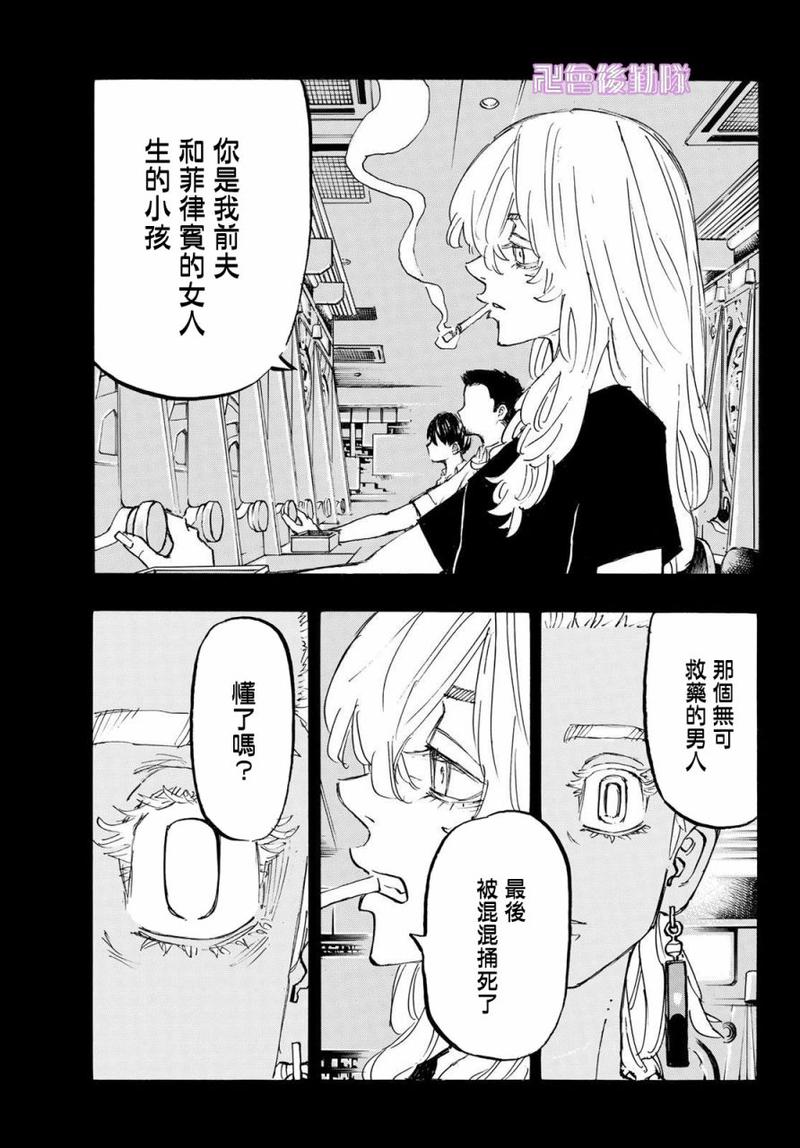 卍會後勤隊
你是我前夫
和菲律賓的女人
生的小孩
那個無可
救藥的男人
最後
被混混捅死了
懂了嗎？